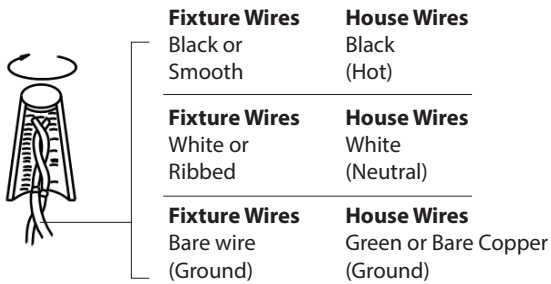 Fixture Wires House Wires
Black or Black
Smooth (Hot)
Fixture Wires House Wires
White or White
Ribbed (Neutral)
Fixture Wires House Wires
Bare wire Green or Bare Copper
(Ground) (Ground)